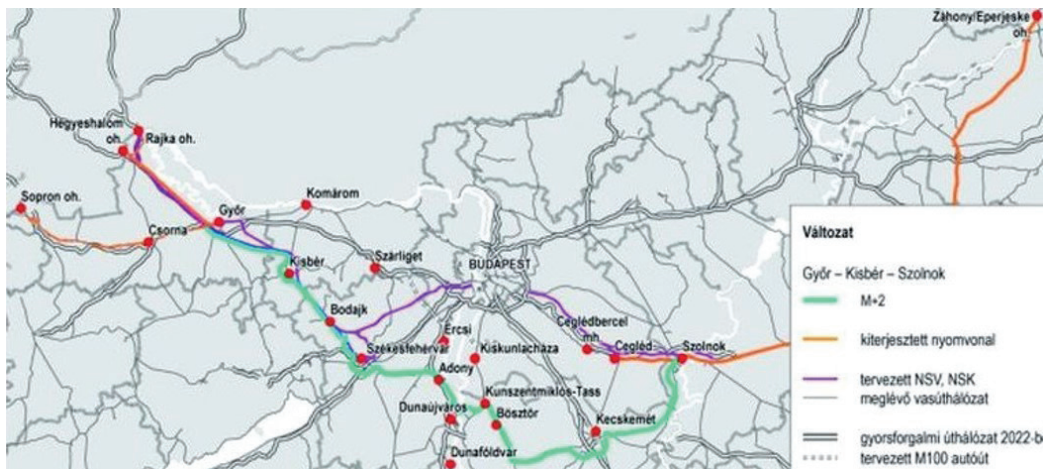 Záhony/Eperjeske
oh.
Hegyeshalom
oh.
Rajka oh.
Sopron oh.
Komárom
Győr
Csorna
Kisbér
Szárliget
BUDAPEST
Bodajk
Ercsi
Ceglédbercel
mh.
Székesfehérvár
Kiskunlacháza
Cegléd
Szolnok
Adony
Kunszentmiklós-Tass
Dunaújváros
Bösztör
Kecskemét
Dunaföldvár
Változat
Győr – Kisbér – Szolnok
M+2
kiterjesztett nyomvonal
tervezett NSV, NSK
meglévő vasúthálózat
gyorsforgalmi úthálózat 2022-b
tervezett M100 autóút